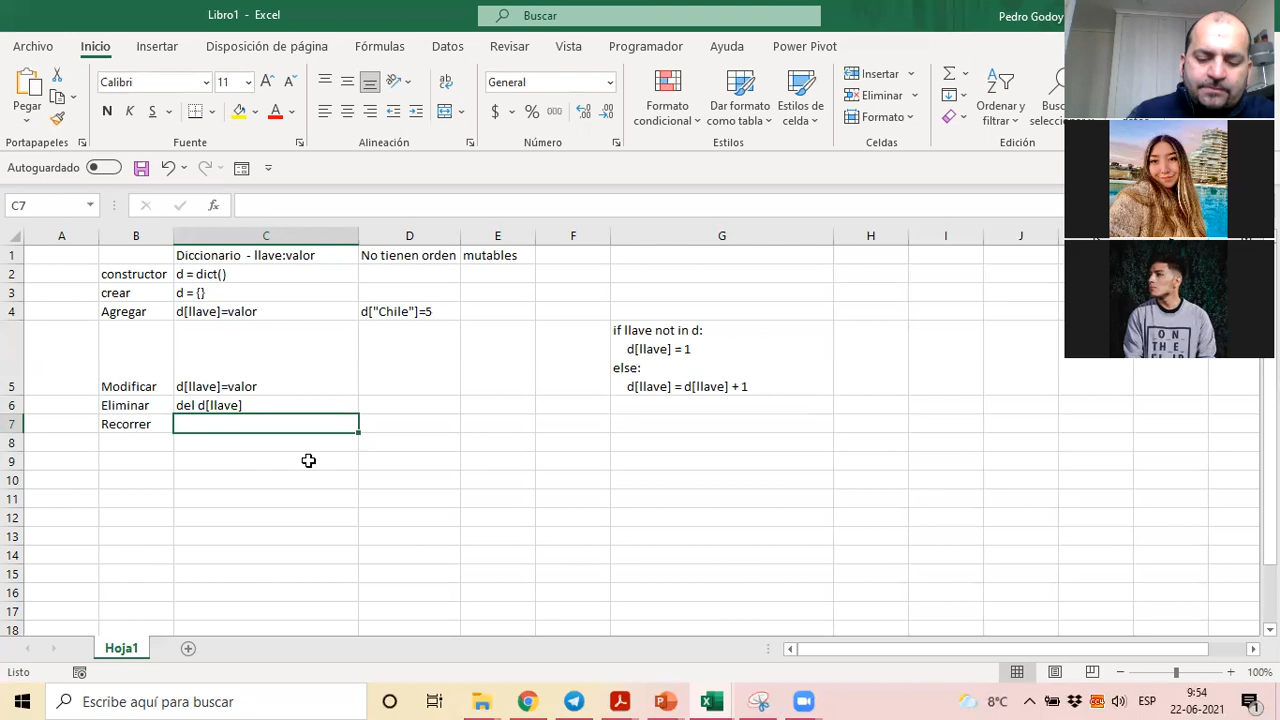 Libro1 - Excel
Buscar
Pedro Godoy
Archivo
Inicio
Insertar
Disposición de página
Fórmulas
Datos
Revisar
Vista
Programador
Ayuda
Power Pivot
Pegar
Calibri
11
General
Formato condicional
Dar formato como tabla
Estilos de celda
Insertar
Eliminar
Formato
Ordenar y filtrar
N K S
$ % 000
Portapapeles
Fuente
Alineación
Número
Estilos
Celdas
Edición
Autoguardado
C7
fx
A B C D E F G H I J
1 Diccionario - llave:valor No tienen orden mutables
2 constructor d = dict()
3 crear d = {}
4 Agregar d[llave]=valor d["Chile"]=5
if llave not in d:
d[llave] = 1
else:
5 Modificar d[llave]=valor d[llave] = d[llave] + 1
6 Eliminar del d[llave]
7 Recorrer
8
9
10
11
12
13
14
15
16
17
18
ON
THE
Hoja1
Listo
100%
Escribe aquí para buscar
8°C
ESP
9:54
22-06-2021